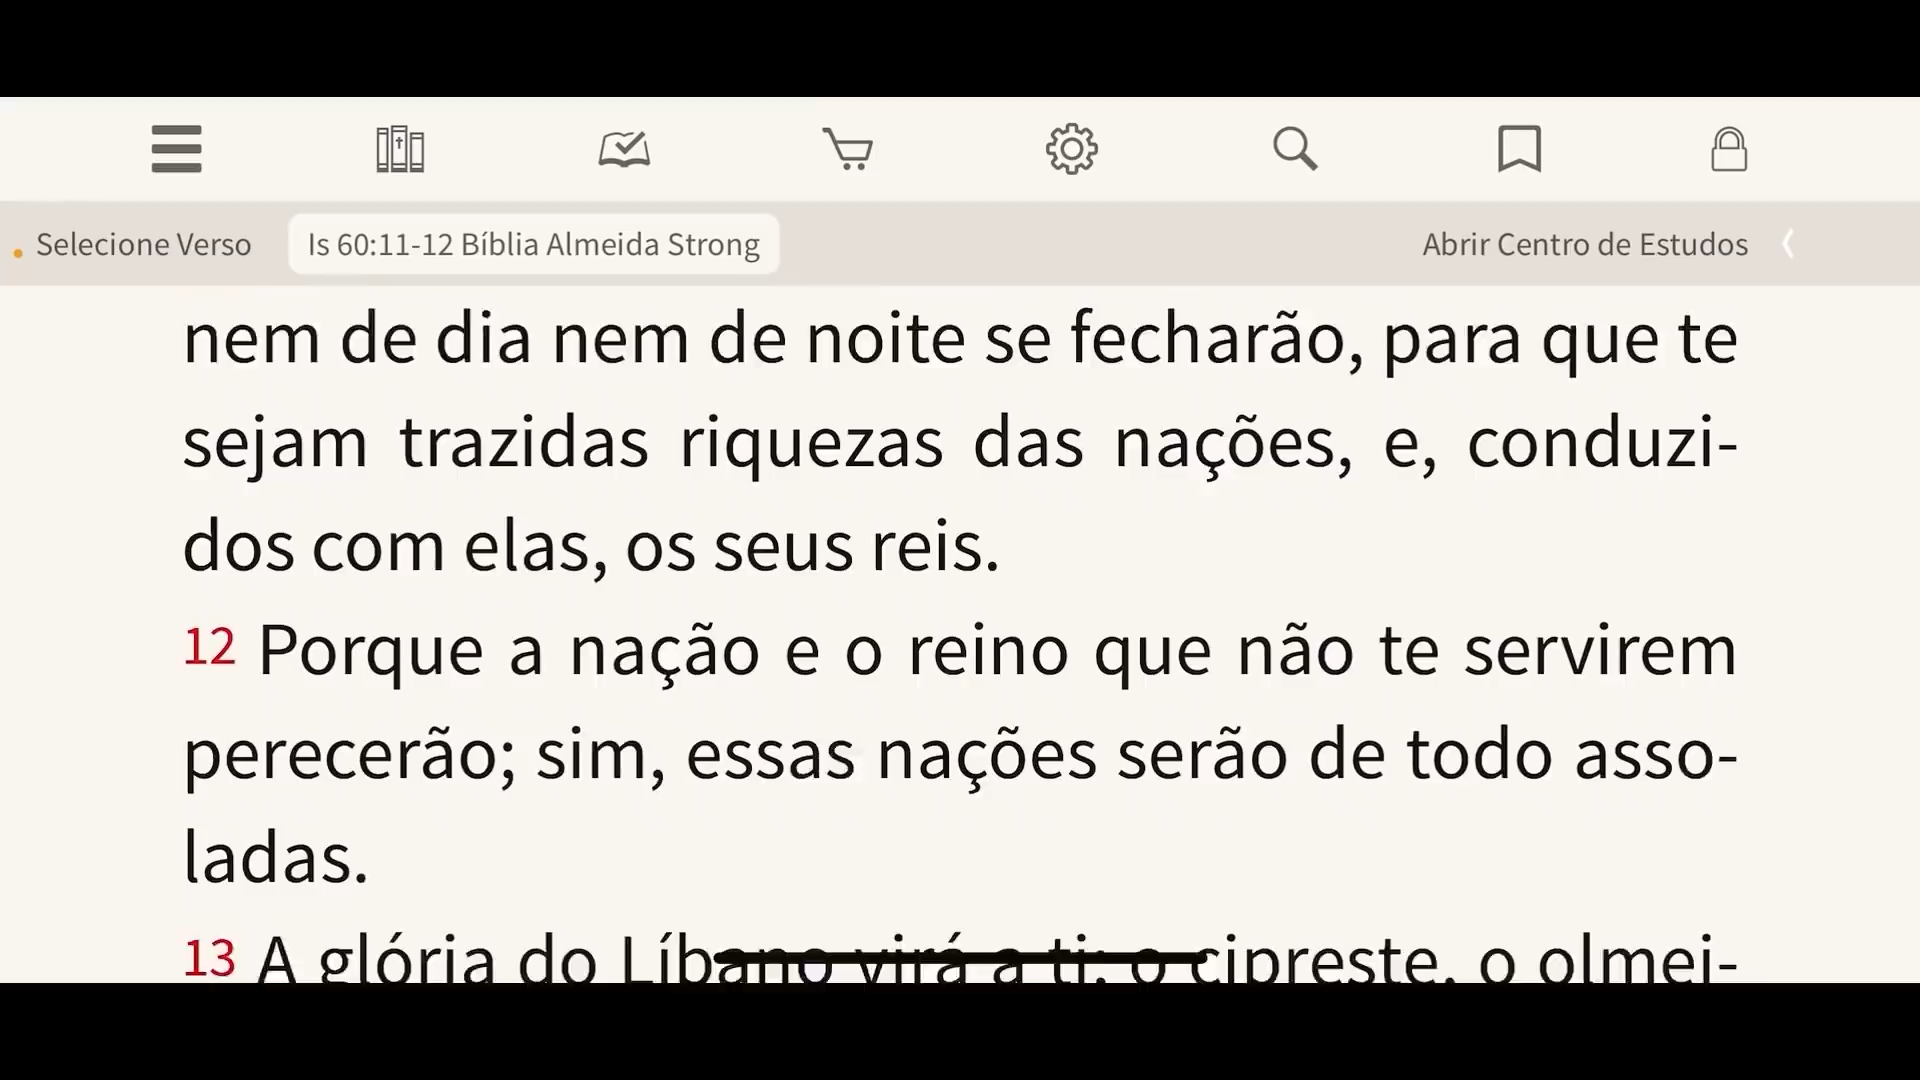 Selecione Verso Is 60:11-12 Bíblia Almeida Strong Abrir Centro de Estudos
nem de dia nem de noite se fecharão, para que te
sejam trazidas riquezas das nações, e, conduzi-
dos com elas, os seus reis.
12 Porque a nação e o reino que não te servirem
perecerão; sim, essas nações serão de todo asso-
ladas.
13 A glória do Líbano virá a ti; o cipreste, o olmei-